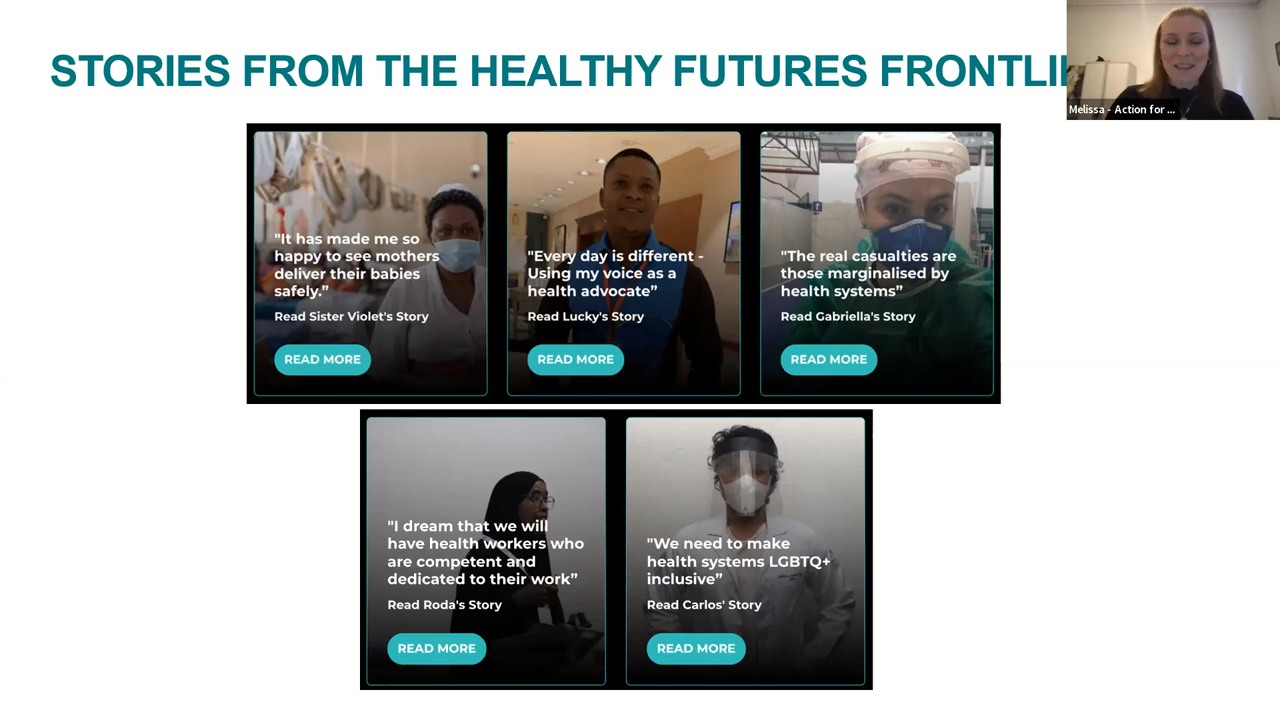 STORIES FROM THE HEALTHY FUTURES
Melissa - Action for ...
"It has made me so
happy to see mothers
deliver their babies
safely.”
Read Sister Violet's Story
READ MORE
"Every day is different -
Using my voice as a
health advocate”
Read Lucky's Story
READ MORE
"The real casualties are
those marginalised by
health systems”
Read Gabriella's Story
READ MORE
"I dream that we will
have health workers who
are competent and
dedicated to their work”
Read Roda's Story
READ MORE
"We need to make
health systems LGBTQ+
inclusive”
Read Carlos' Story
READ MORE